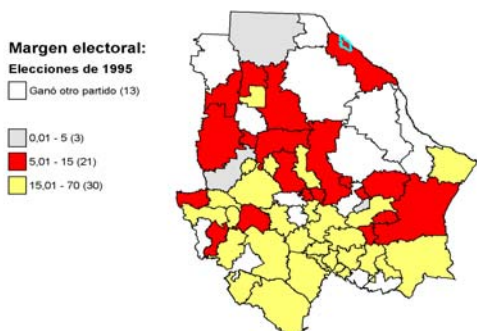 Margen electoral:
Elecciones de 1995
Ganó otro partido (13)
0,01 - 5 (3)
5,01 - 15 (21)
15,01 - 70 (30)